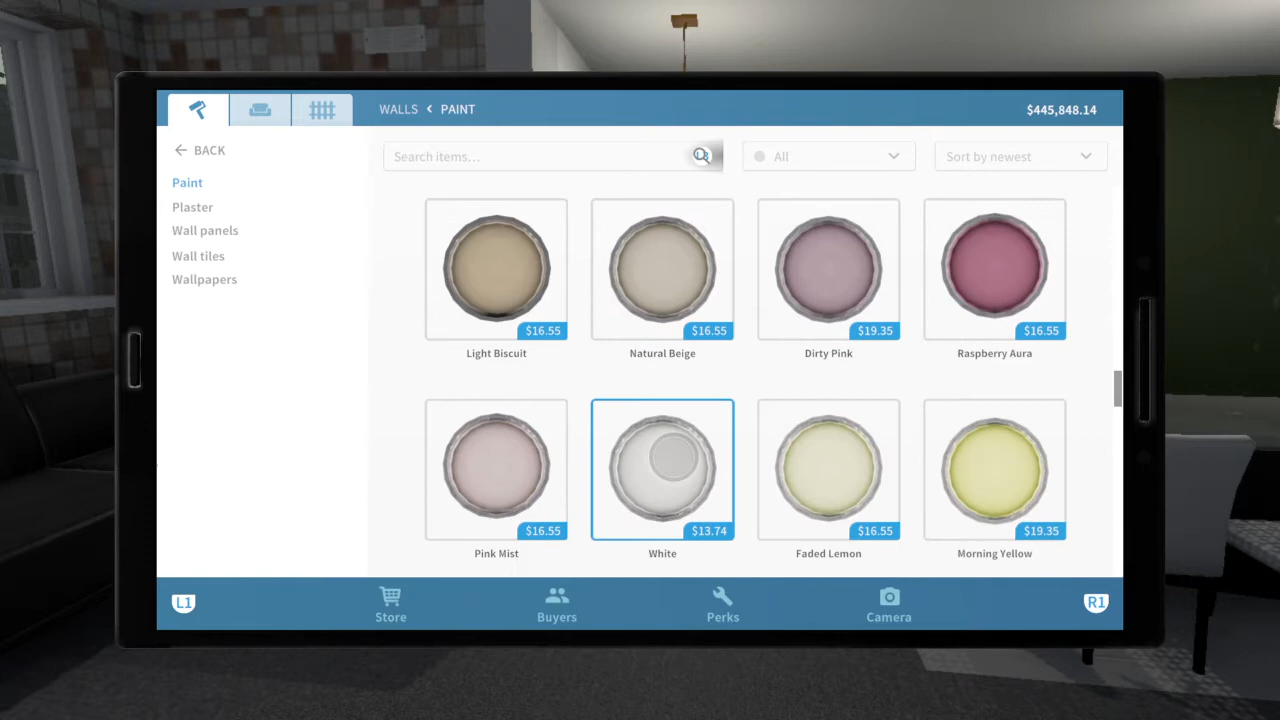 WALLS < PAINT
$445,848.14
BACK
Search items...
All
Sort by newest
Paint
Plaster
Wall panels
Wall tiles
Wallpapers
$16.55
$16.55
$19.35
$16.55
Light Biscuit
Natural Beige
Dirty Pink
Raspberry Aura
$16.55
$13.74
$16.55
$19.35
Pink Mist
White
Faded Lemon
Morning Yellow
L1
Store
Buyers
Perks
Camera
R1